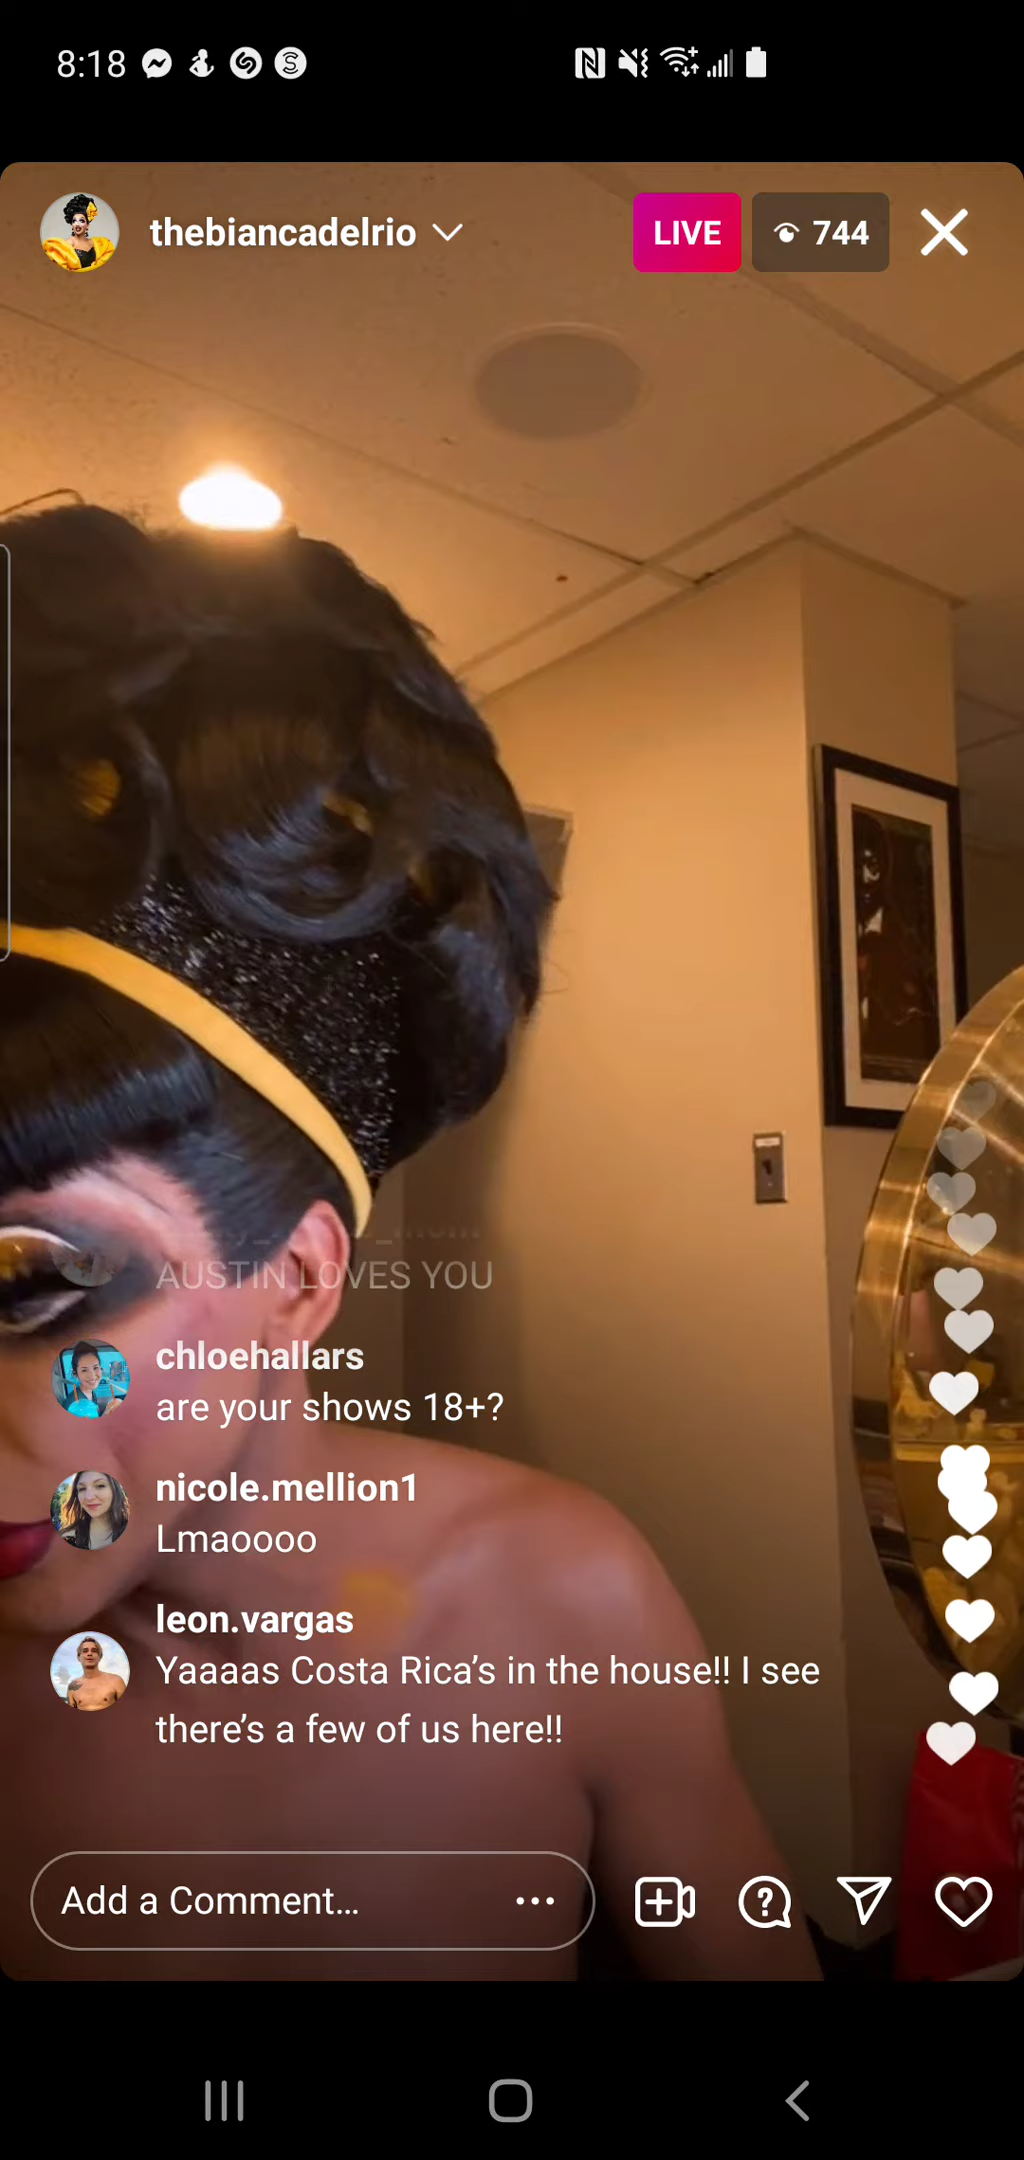 8:18
thebiancadelrio
LIVE
744
AUSTIN LOVES YOU
chloehallars
are your shows 18+?
nicole.mellion1
Lmaoooo
leon.vargas
Yaaaas Costa Rica’s in the house!! I see
there’s a few of us here!!
Add a Comment...